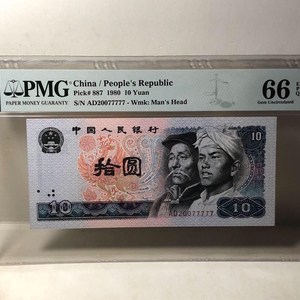 PMG
PAPER MONEY GUARANTY
China / People's Republic
Pick# 887 1980 10 Yuan
S/N AD20077777 - Wmk: Man's Head
66 EPQ
Gem Uncirculated
中国人民银行
10
拾圆
10
AD20077777
10